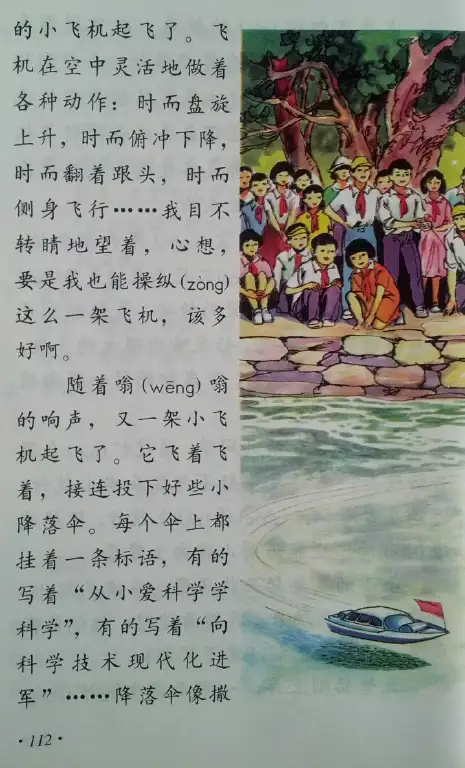 的小飞机起飞了。飞
机在空中灵活地做着
各种动作：时而盘旋
上升，时而俯冲下降，
时而翻着跟头，时而
侧身飞行……我目不
转睛地望着，心想，
要是我也能操纵(zòng)
这么一架飞机，该多
好啊。
随着嗡(wēng)嗡
的响声，又一架小飞
机起飞了。它飞着飞
着，接连投下好些小
降落伞。每个伞上都
挂着一条标语，有的
写着“从小爱科学学
科学”，有的写着“向
科学技术现代化进
军”……降落伞像撒
·112·